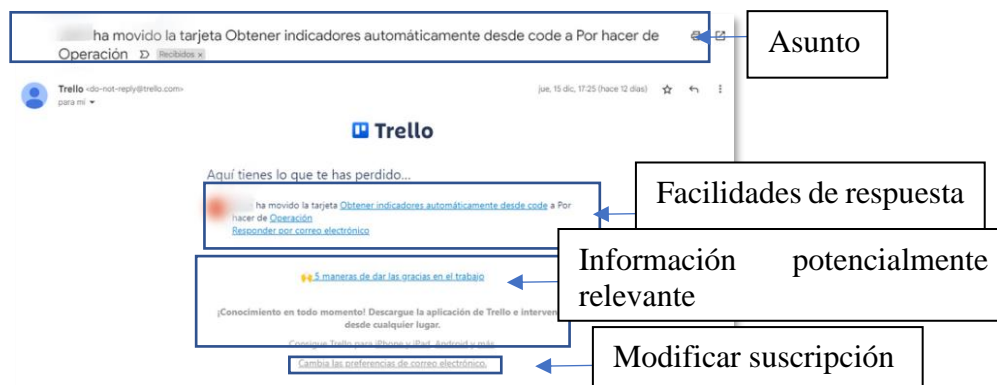 ha movido la tarjeta Obtener indicadores automáticamente desde code a Por hacer de
Operación Recibidos x
Asunto
Trello <do-not-reply@trello.com>
jue, 15 dic, 17:25 (hace 12 días)
para mí
Trello
Aquí tienes lo que te has perdido...
ha movido la tarjeta Obtener indicadores automáticamente desde code a Por
hacer de Operación
Responder por correo electrónico
Facilidades de respuesta
5 maneras de dar las gracias en el trabajo
Información potencialmente
relevante
¡Conocimiento en todo momento! Descargue la aplicación de Trello e interven
desde cualquier lugar.
Consigue Trello para iPhone y iPad, Android y más.
Cambia las preferencias de correo electrónico.
Modificar suscripción